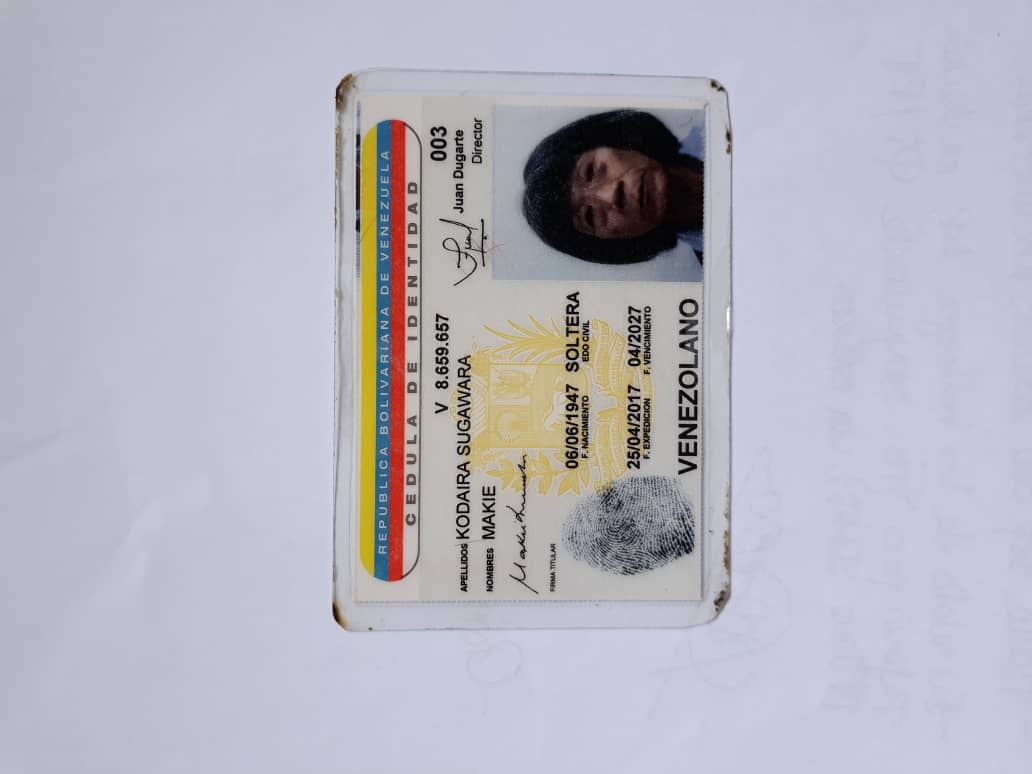 REPUBLICA BOLIVARIANA DE VENEZUELA
CEDULA DE IDENTIDAD
V 8.659.657
003
Juan Dugarte
Director
APELLIDOS KODAIRA SUGAWARA
NOMBRES MAKIE
FIRMA TITULAR
06/06/1947 SOLTERA
F. NACIMIENTO EDO CIVIL
25/04/2017 04/2027
F. EXPEDICION F. VENCIMIENTO
VENEZOLANO